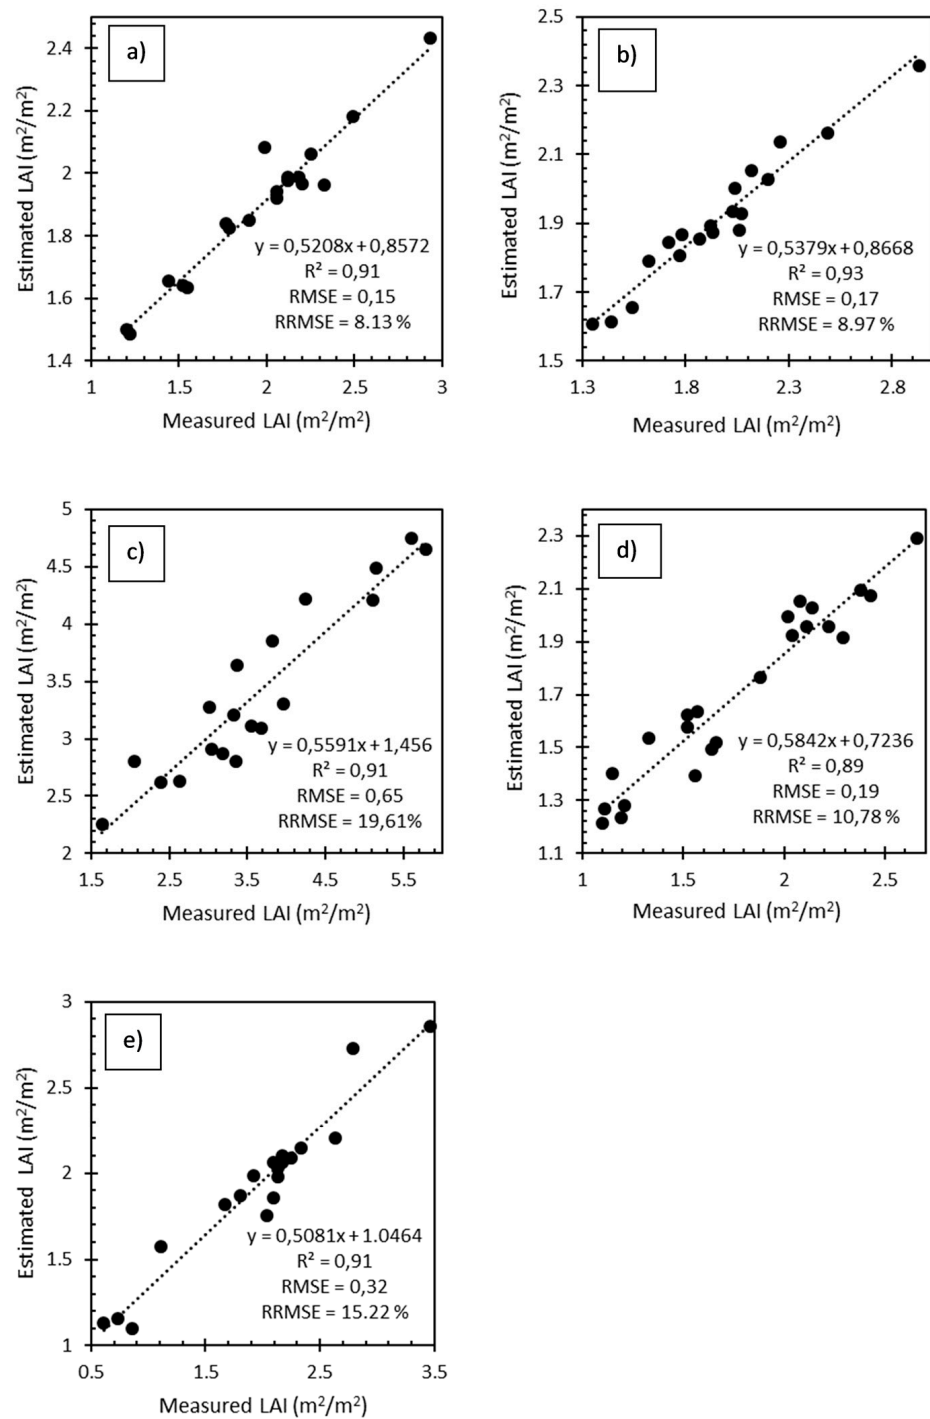 a)
Estimated LAI (m²/m²)
2.4
2.2
2
1.8
1.6
1.4
y = 0,5208x + 0,8572
R² = 0,91
RMSE = 0,15
RRMSE = 8.13 %
1 1.5 2 2.5 3
Measured LAI (m²/m²)
b)
Estimated LAI (m²/m²)
2.5
2.3
2.1
1.9
1.7
1.5
y = 0,5379x + 0,8668
R² = 0,93
RMSE = 0,17
RRMSE = 8.97 %
1.3 1.8 2.3 2.8
Measured LAI (m²/m²)
c)
Estimated LAI (m²/m²)
5
4.5
4
3.5
3
2.5
2
y = 0,5591x + 1,456
R² = 0,91
RMSE = 0,65
RRMSE = 19,61%
1.5 2.5 3.5 4.5 5.5
Measured LAI (m²/m²)
d)
Estimated LAI (m²/m²)
2.3
2.1
1.9
1.7
1.5
1.3
1.1
y = 0,5842x + 0,7236
R² = 0,89
RMSE = 0,19
RRMSE = 10,78 %
1 1.5 2 2.5
Measured LAI (m²/m²)
e)
Estimated LAI (m²/m²)
3
2.5
2
1.5
1
y = 0,5081x + 1.0464
R² = 0,91
RMSE = 0,32
RRMSE = 15.22 %
0.5 1.5 2.5 3.5
Measured LAI (m²/m²)